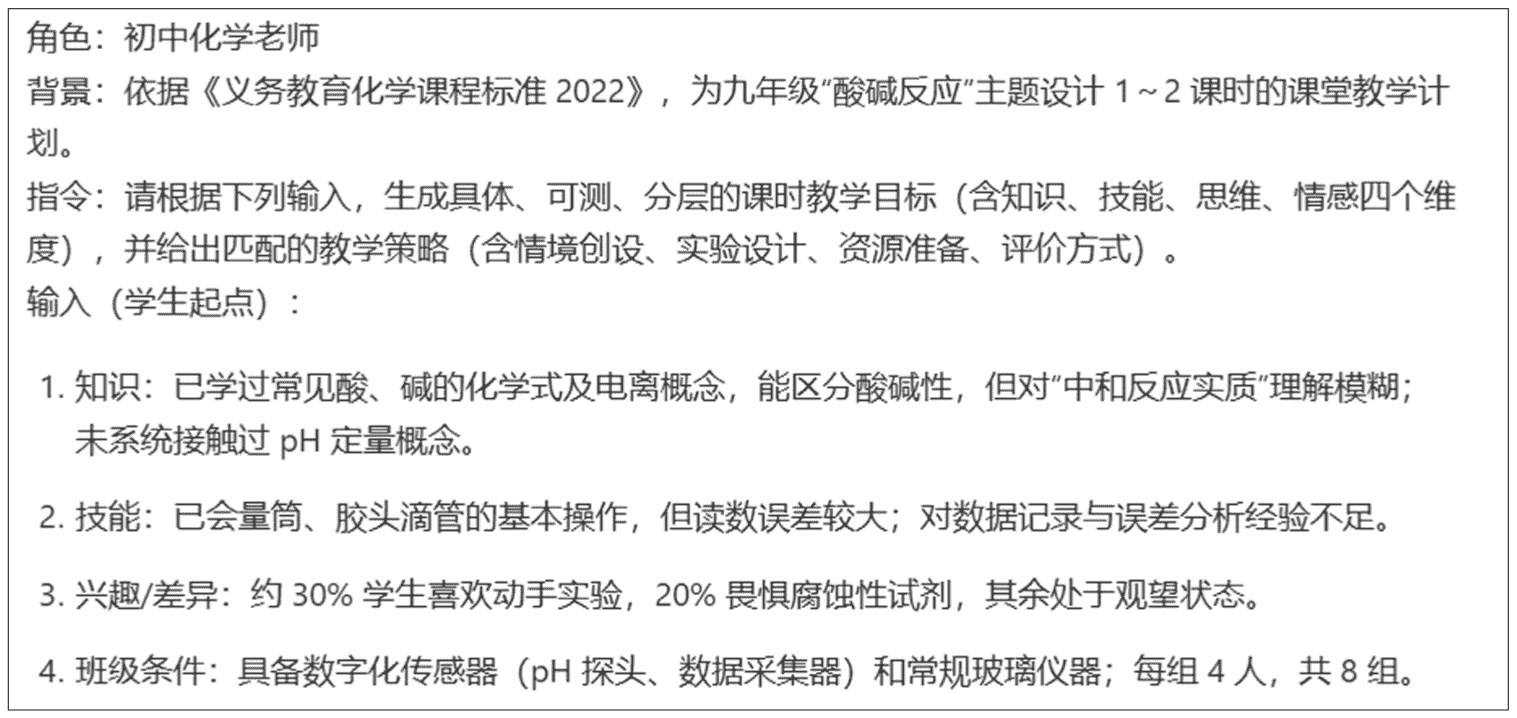 角色：初中化学老师
背景：依据《义务教育化学课程标准 2022》，为九年级“酸碱反应”主题设计 1～2 课时的课堂教学计
划。
指令：请根据下列输入，生成具体、可测、分层的课时教学目标（含知识、技能、思维、情感四个维
度），并给出匹配的教学策略（含情境创设、实验设计、资源准备、评价方式）。
输入（学生起点）：
1. 知识：已学过常见酸、碱的化学式及电离概念，能区分酸碱性，但对“中和反应实质”理解模糊；
未系统接触过 pH 定量概念。
2. 技能：已会量筒、胶头滴管的基本操作，但读数误差较大；对数据记录与误差分析经验不足。
3. 兴趣/差异：约 30% 学生喜欢动手实验，20% 畏惧腐蚀性试剂，其余处于观望状态。
4. 班级条件：具备数字化传感器（pH 探头、数据采集器）和常规玻璃仪器；每组 4 人，共 8 组。